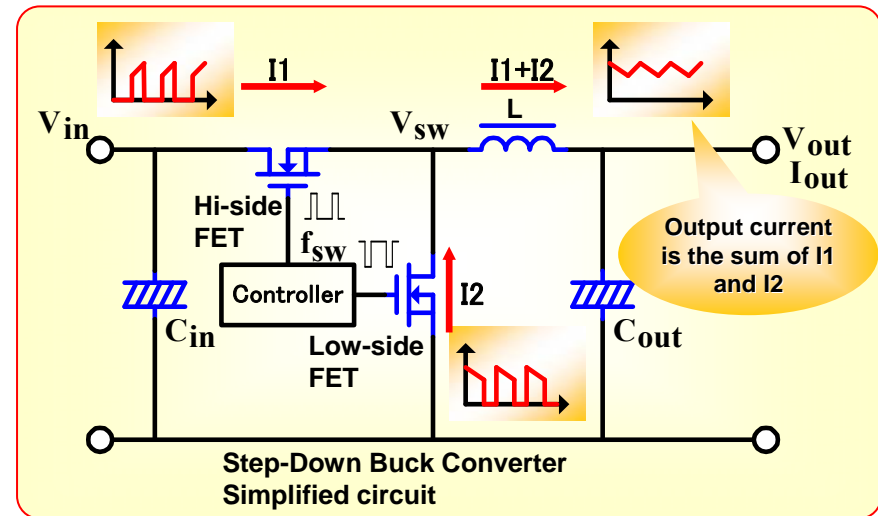 I1
I1+I2
L
Vin
Vsw
Vout
Iout
Hi-side
FET
fsw
Output current
is the sum of I1
and I2
Controller
I2
Cin
Cout
Low-side
FET
Step-Down Buck Converter
Simplified circuit